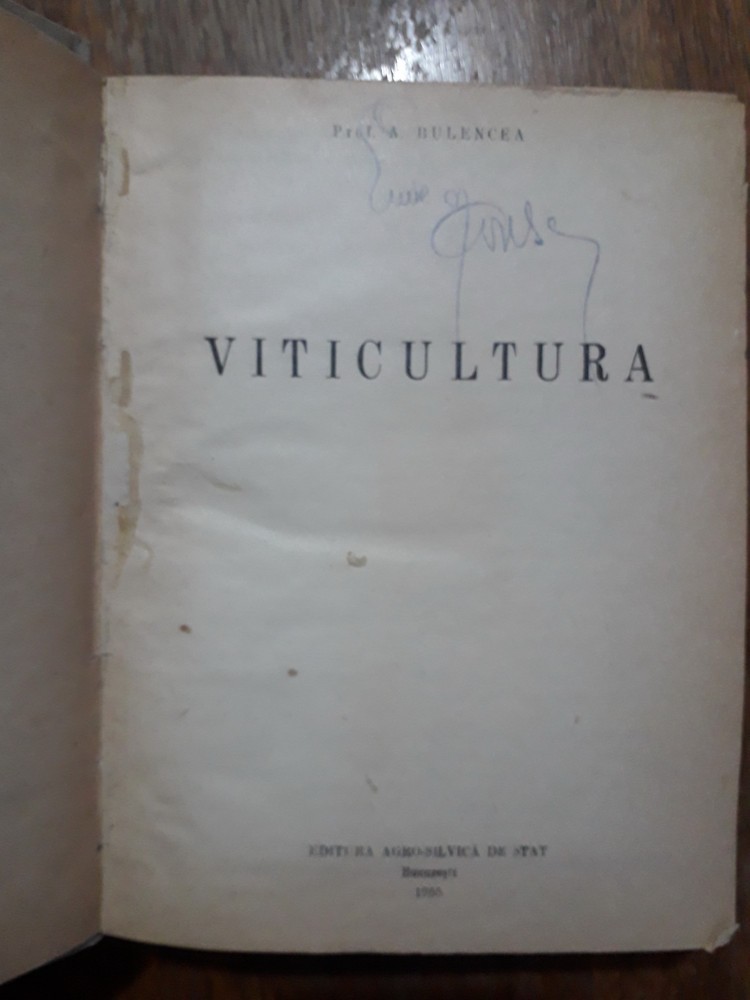 Prof. A. BULENCEA
VITICULTURA
EDITURA AGRO-SILVICĂ DE STAT
București